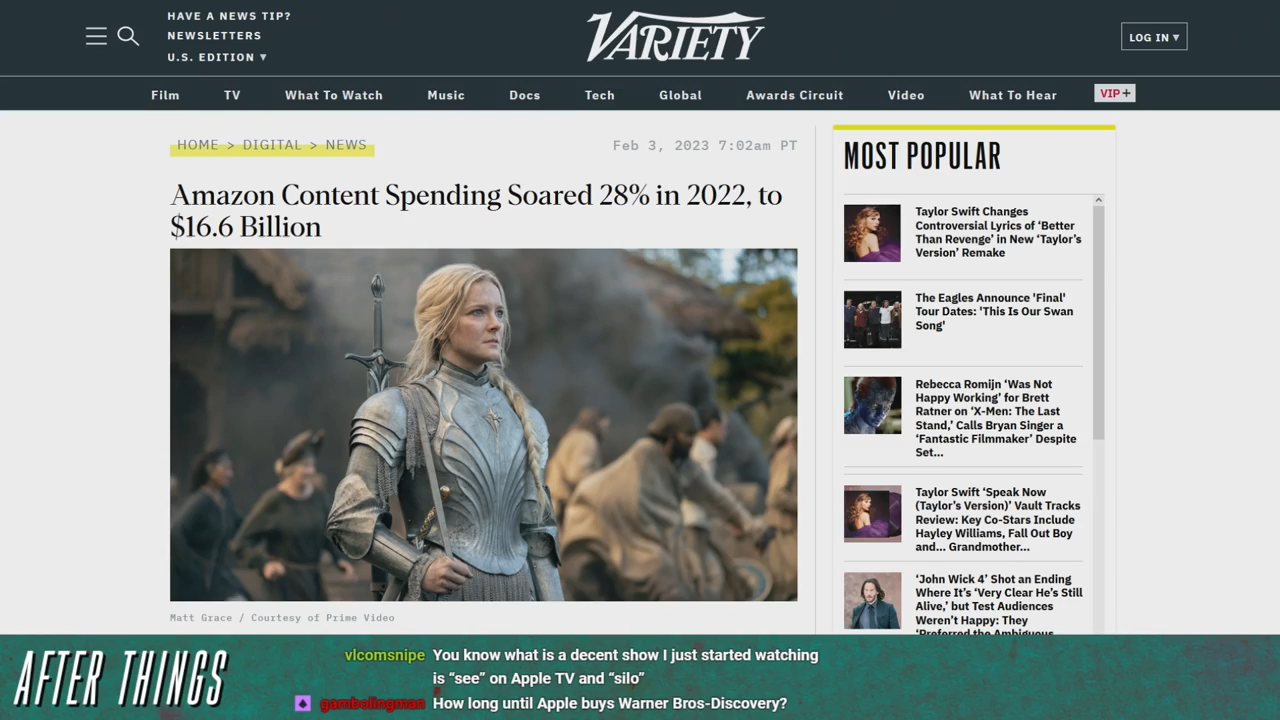 HAVE A NEWS TIP?
NEWSLETTERS
U.S. EDITION ▼
VARIETY
LOG IN ▾
Film TV What To Watch Music Docs Tech Global Awards Circuit Video What To Hear VIP+
HOME > DIGITAL > NEWS
Feb 3, 2023 7:02am PT
Amazon Content Spending Soared 28% in 2022, to
$16.6 Billion
Matt Grace / Courtesy of Prime Video
MOST POPULAR
Taylor Swift Changes
Controversial Lyrics of ‘Better
Than Revenge’ in New ‘Taylor’s
Version’ Remake
The Eagles Announce 'Final'
Tour Dates: 'This Is Our Swan
Song'
Rebecca Romijn ‘Was Not
Happy Working’ for Brett
Ratner on ‘X-Men: The Last
Stand,’ Calls Bryan Singer a
‘Fantastic Filmmaker’ Despite
Set...
Taylor Swift ‘Speak Now
(Taylor’s Version)’ Vault Tracks
Review: Key Co-Stars Include
Hayley Williams, Fall Out Boy
and... Grandmother...
‘John Wick 4’ Shot an Ending
Where It’s ‘Very Clear He’s Still
Alive,’ but Test Audiences
Weren’t Happy: They
‘Preferred the Ambiguous
AFTER THINGS
vlcomsnipe You know what is a decent show I just started watching
is “see” on Apple TV and “silo”
gambolingman How long until Apple buys Warner Bros-Discovery?